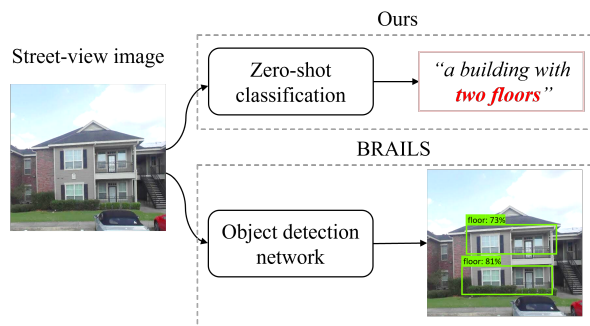 Ours
Street-view image
Zero-shot
classification
“a building with
two floors”
BRAILS
Object detection
network
floor: 73%
floor: 81%